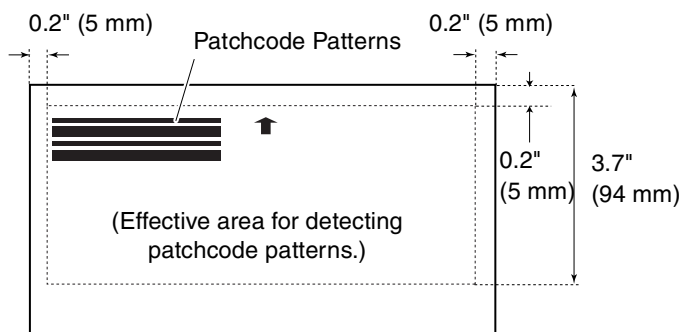 0.2" (5 mm)
0.2" (5 mm)
Patchcode Patterns
0.2"
(5 mm)
3.7"
(94 mm)
(Effective area for detecting
patchcode patterns.)